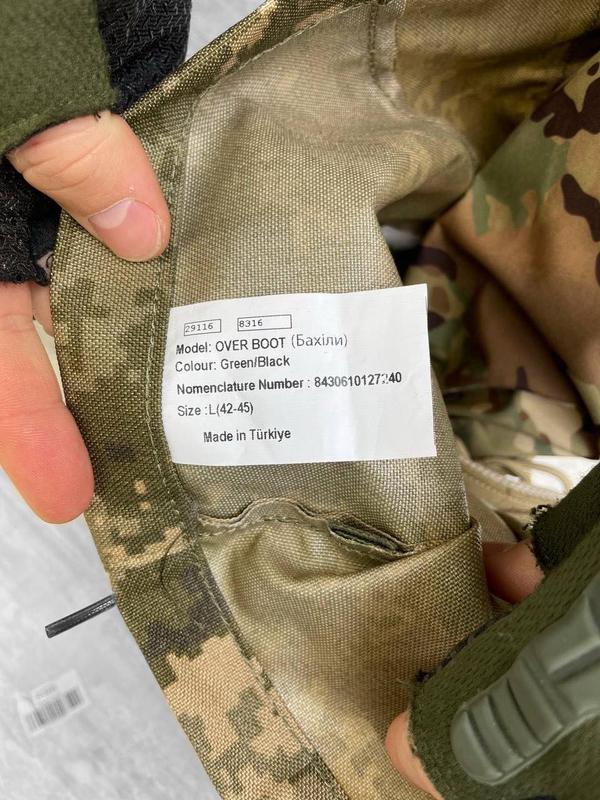 29116 8316
Model: OVER BOOT (Бахіли)
Colour: Green/Black
Nomenclature Number : 8430610127240
Size :L(42-45)
Made in Türkiye